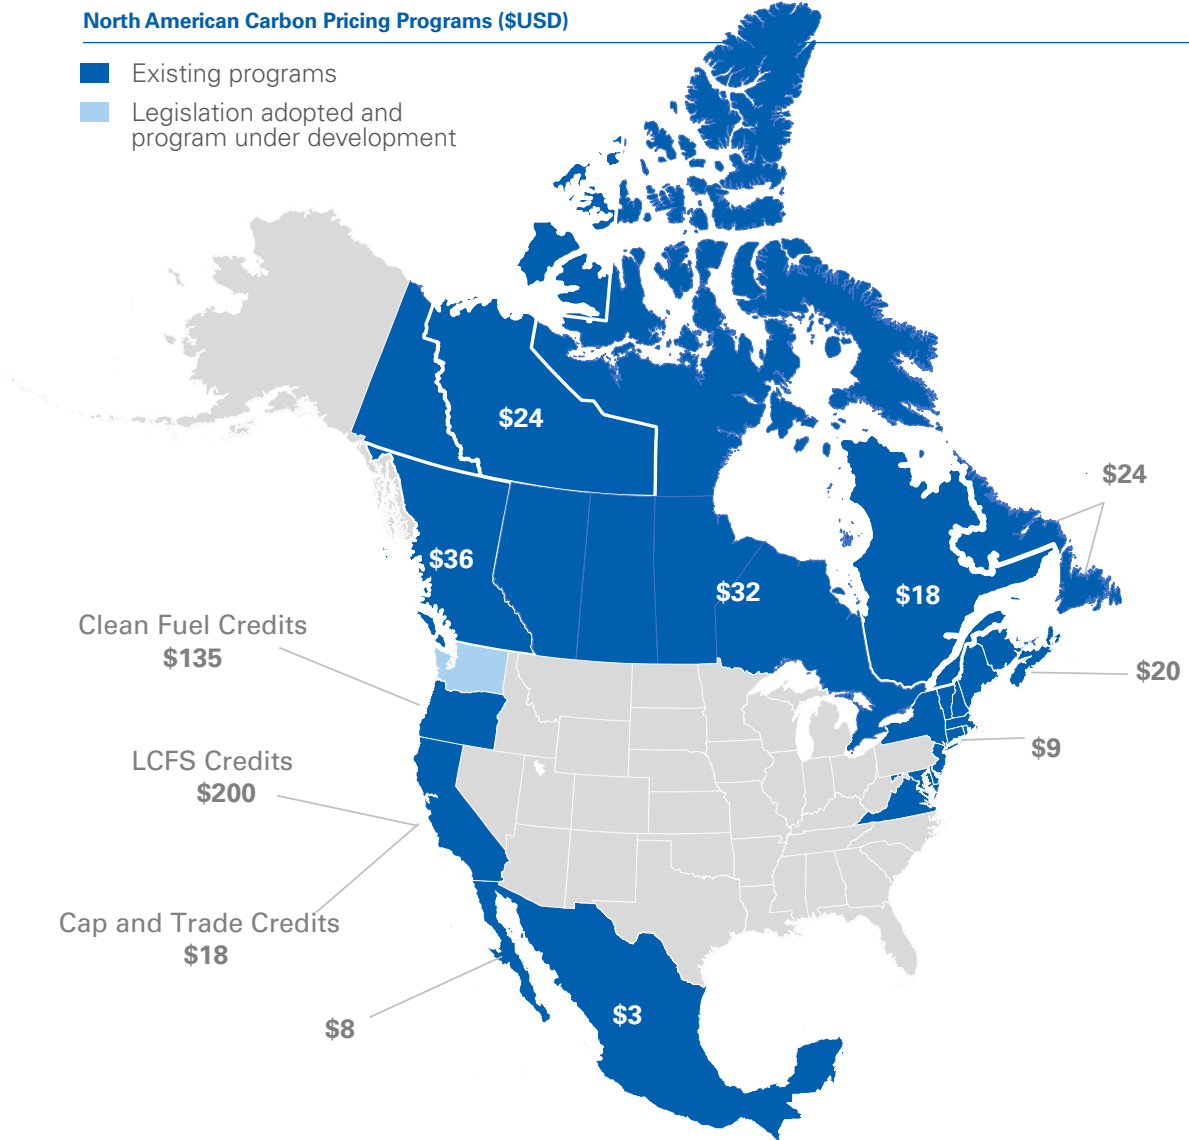 North American Carbon Pricing Programs ($USD)
Existing programs
Legislation adopted and
program under development
$24
$24
$36
$32
$18
Clean Fuel Credits
$135
$20
$9
LCFS Credits
$200
Cap and Trade Credits
$18
$8
$3